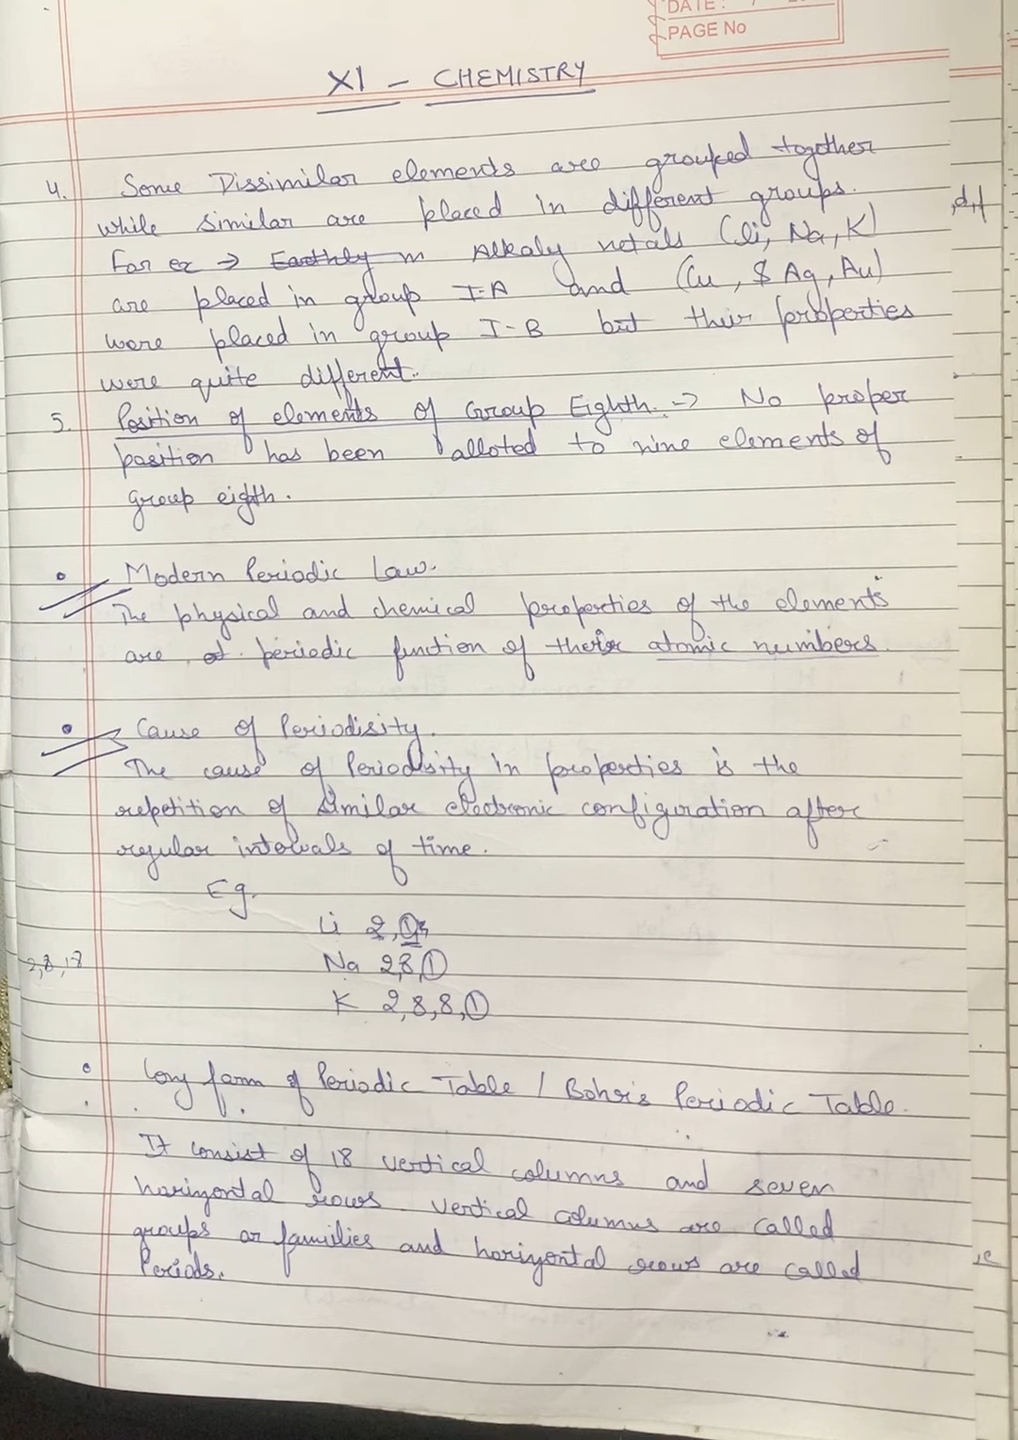 DATE:
PAGE No
XI - CHEMISTRY
4. Some Dissimilar elements are grouped together
while similar are placed in different groups.
For ex → Earthly m Alkaly netals (Li, Na, K)
are placed in group I-A and (Cu, $ Ag, Au)
were placed in group I-B but their properties
were quite different.
5. Position of elements of Group Eighth. → No proper
position has been alloted to nine elements of
group eighth.
• Modern Periodic Law.
The physical and chemical properties of the elements
are periodic function of their atomic numbers.
• Cause of Periodisity.
The cause of Periodisity in properties is the
repetition of similar electronic configuration after
regular intervals of time.
Eg.
Li 2,1
Na 2,8,1
2,8,18
K 2,8,8,1
• Long form of Periodic Table / Bohr's Periodic Table.
It consist of 18 vertical columns and seven
horizontal rows. Vertical columns are called
groups or families and horizontal rows are called
Periods.